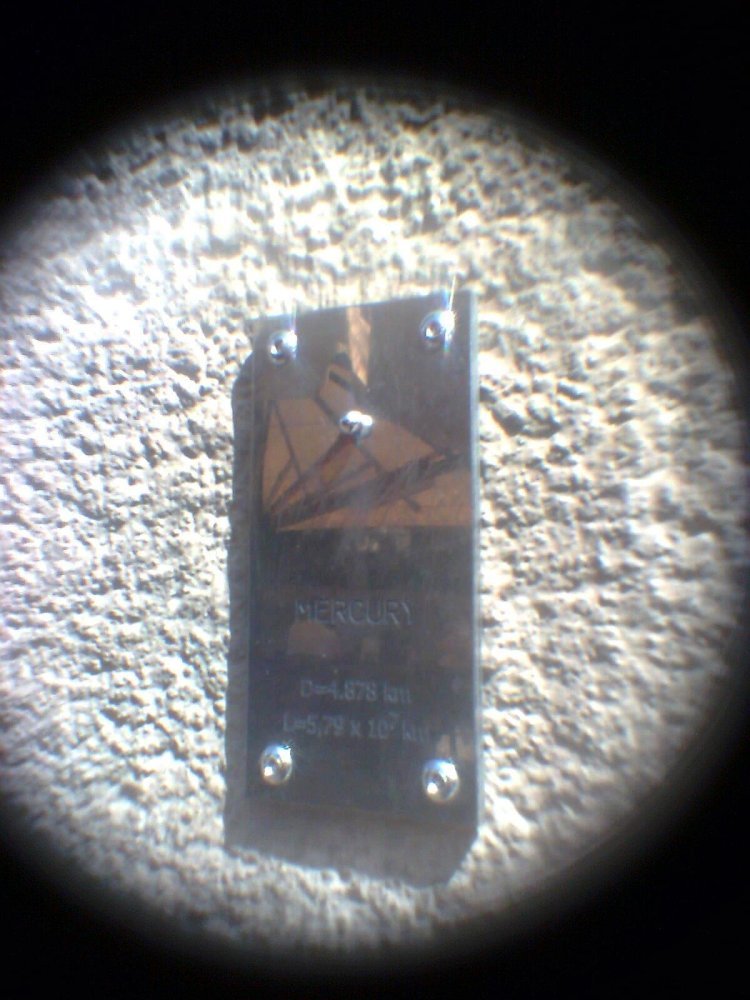 MERCURY
D=4.878 km
L=5,79 x 10⁷ km